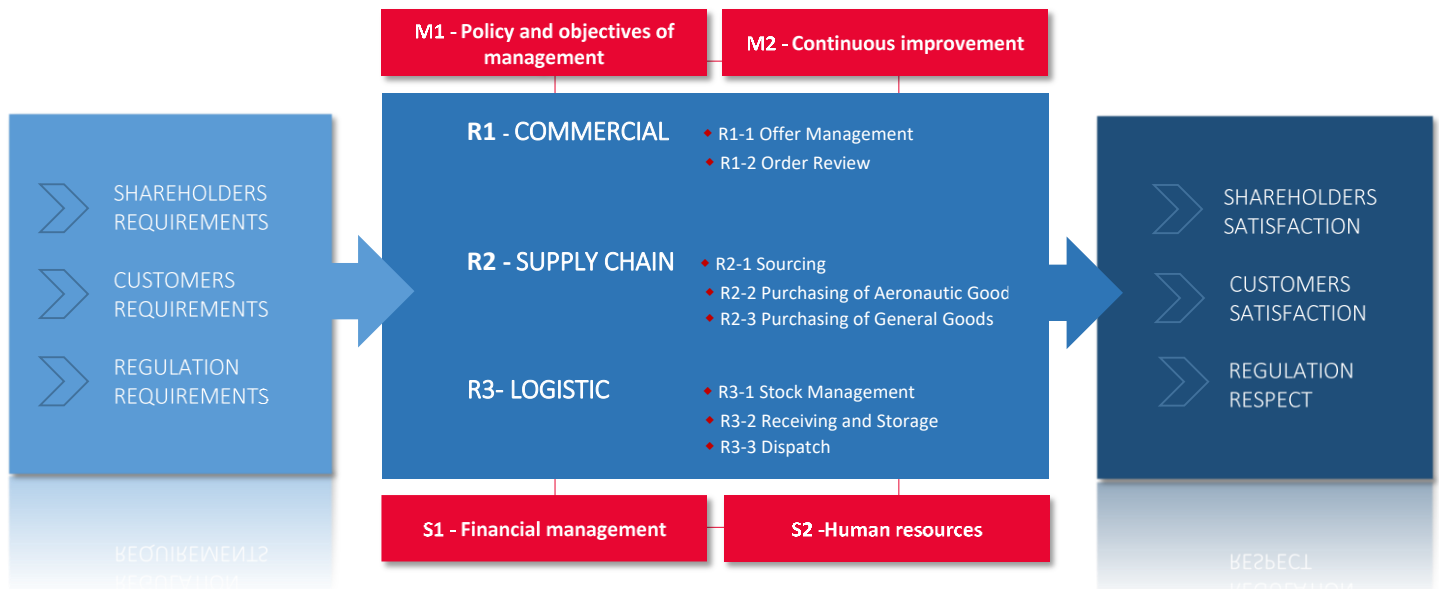 M1 - Policy and objectives of
management
M2 - Continuous improvement
SHAREHOLDERS
REQUIREMENTS
CUSTOMERS
REQUIREMENTS
REGULATION
REQUIREMENTS
R1 - COMMERCIAL
R1-1 Offer Management
R1-2 Order Review
R2 - SUPPLY CHAIN
R2-1 Sourcing
R2-2 Purchasing of Aeronautic Good
R2-3 Purchasing of General Goods
R3- LOGISTIC
R3-1 Stock Management
R3-2 Receiving and Storage
R3-3 Dispatch
SHAREHOLDERS
SATISFACTION
CUSTOMERS
SATISFACTION
REGULATION
RESPECT
S1 - Financial management
S2 -Human resources